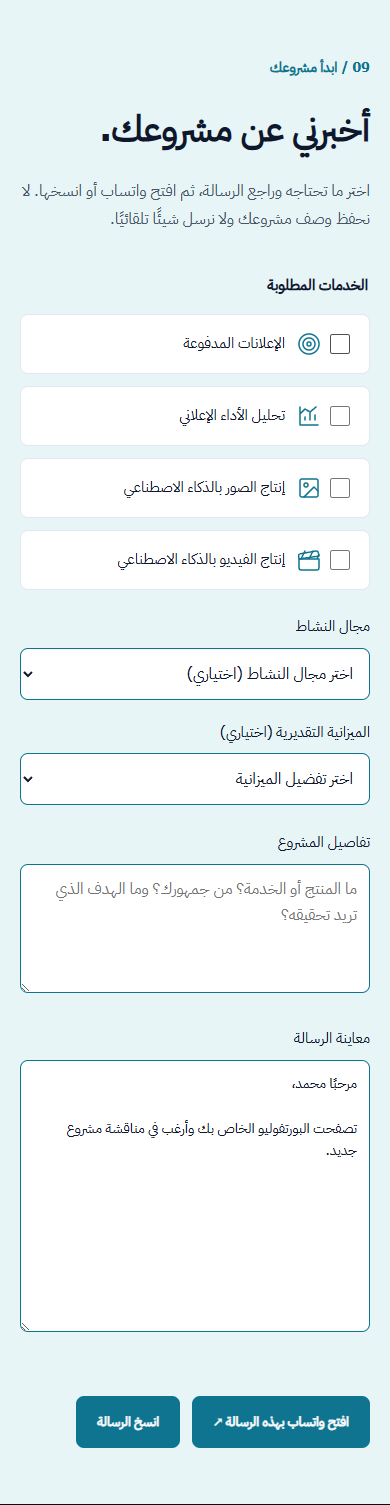 09 / ابدأ مشروعك
أخبرني عن مشروعك.
اختر ما تحتاجه وراجع الرسالة، ثم افتح واتساب أو انسخها. لا
نحفظ وصف مشروعك ولا نرسل شيئًا تلقائيًا.
الخدمات المطلوبة
الإعلانات المدفوعة
تحليل الأداء الإعلاني
إنتاج الصور بالذكاء الاصطناعي
إنتاج الفيديو بالذكاء الاصطناعي
مجال النشاط
اختر مجال النشاط (اختياري)
الميزانية التقديرية (اختياري)
اختر تفضيل الميزانية
تفاصيل المشروع
ما المنتج أو الخدمة؟ من جمهورك؟ وما الهدف الذي
تريد تحقيقه؟
معاينة الرسالة
مرحبًا محمد،
تصفحت البورتفوليو الخاص بك وأرغب في مناقشة مشروع
جديد.
افتح واتساب بهذه الرسالة ↗
انسخ الرسالة